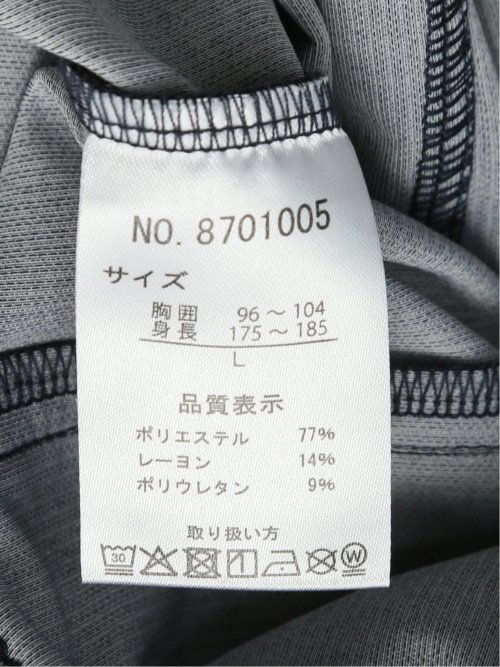 NO. 8701005
サイズ
胸囲 96 〜 104
身長 175 〜 185
L
品質表示
ポリエステル 77%
レーヨン 14%
ポリウレタン 9%
取り扱い方
30 W